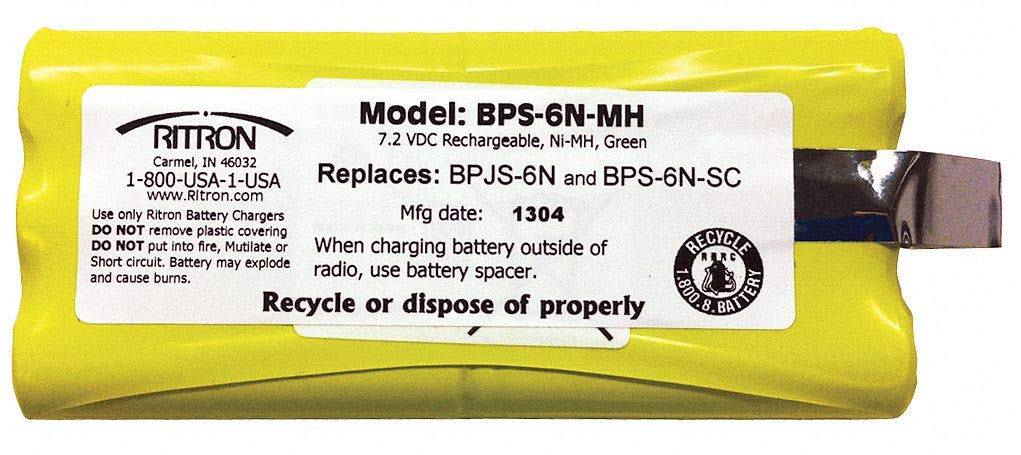 RITRON
Carmel, IN 46032
1-800-USA-1-USA
www.Ritron.com
Use only Ritron Battery Chargers
DO NOT remove plastic covering
DO NOT put into fire, Mutilate or
Short circuit. Battery may explode
and cause burns.
Model: BPS-6N-MH
7.2 VDC Rechargeable, Ni-MH, Green
Replaces: BPJS-6N and BPS-6N-SC
Mfg date: 1304
When charging battery outside of
radio, use battery spacer.
Recycle or dispose of properly
RECYCLE
RBRC
1.800.8.BATTERY